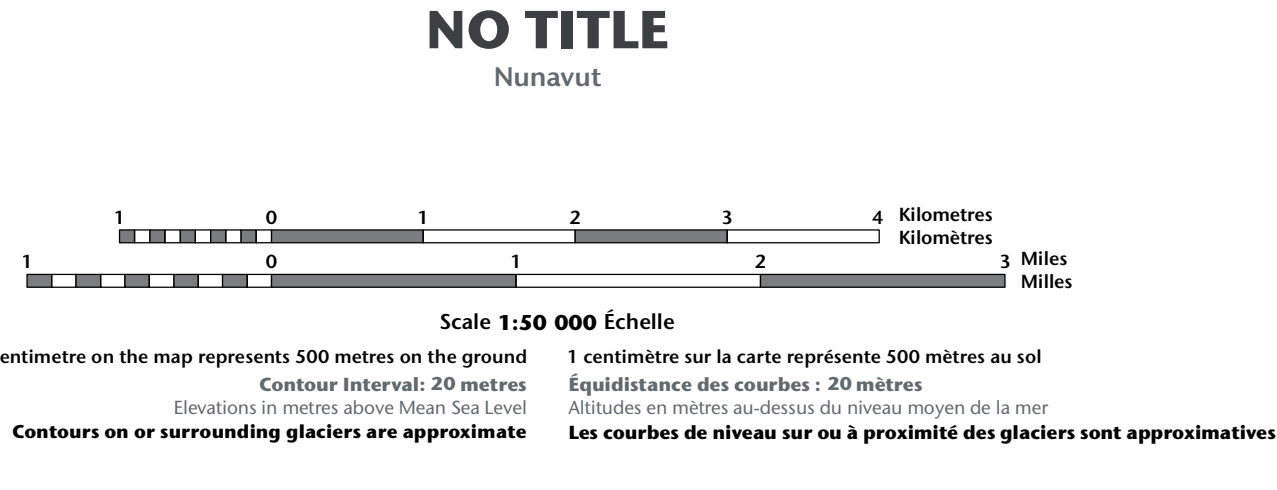 NO TITLE
Nunavut
1 0 1 2 3 4 Kilometres
Kilomètres
1 0 1 2 3 Miles
Milles
Scale 1:50 000 Échelle
entimetre on the map represents 500 metres on the ground
1 centimètre sur la carte représente 500 mètres au sol
Contour Interval: 20 metres
Équidistance des courbes : 20 mètres
Elevations in metres above Mean Sea Level
Altitudes en mètres au-dessus du niveau moyen de la mer
Contours on or surrounding glaciers are approximate
Les courbes de niveau sur ou à proximité des glaciers sont approximatives